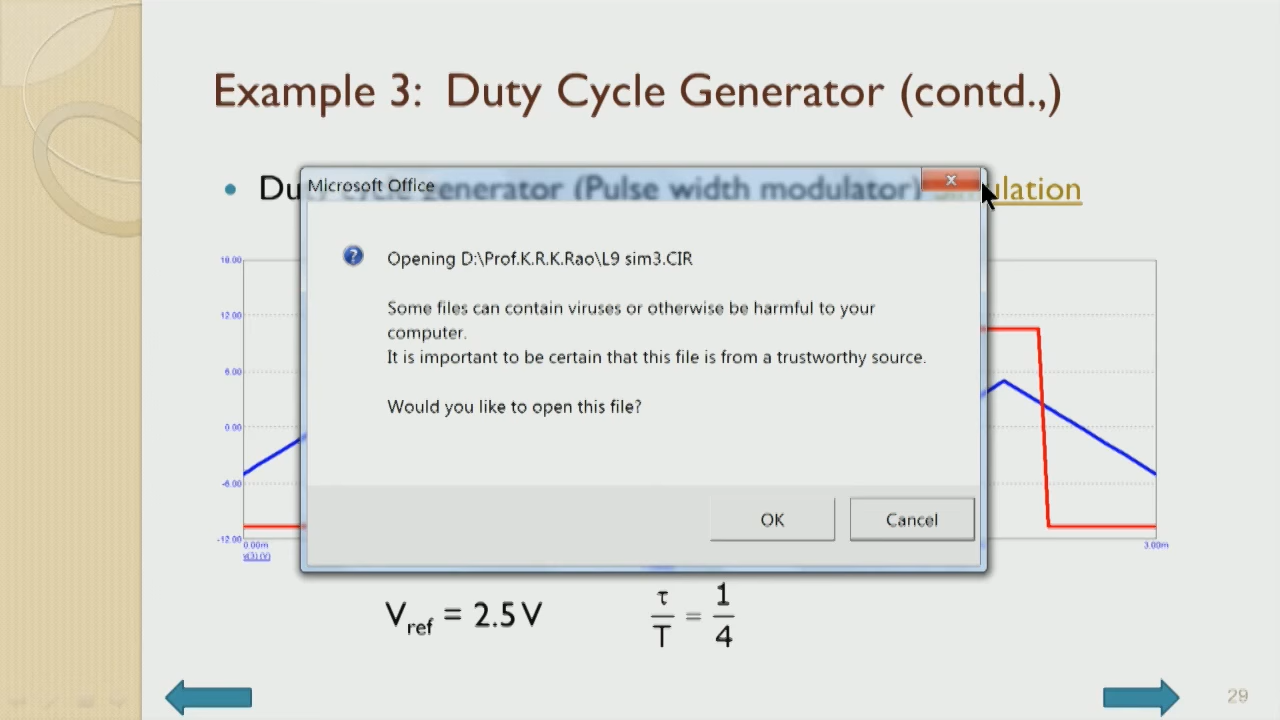 Example 3: Duty Cycle Generator (contd.,)
Duty cycle generator (Pulse width modulator) simulation
Microsoft Office
x
Opening D:\Prof.K.R.K.Rao\L9 sim3.CIR
Some files can contain viruses or otherwise be harmful to your
computer.
It is important to be certain that this file is from a trustworthy source.
Would you like to open this file?
OK
Cancel
18.00
12.00
6.00
0.00
-6.00
-12.00
0.00m
3.00m
v(3) (V)
Vref = 2.5 V
τ/T = 1/4
29